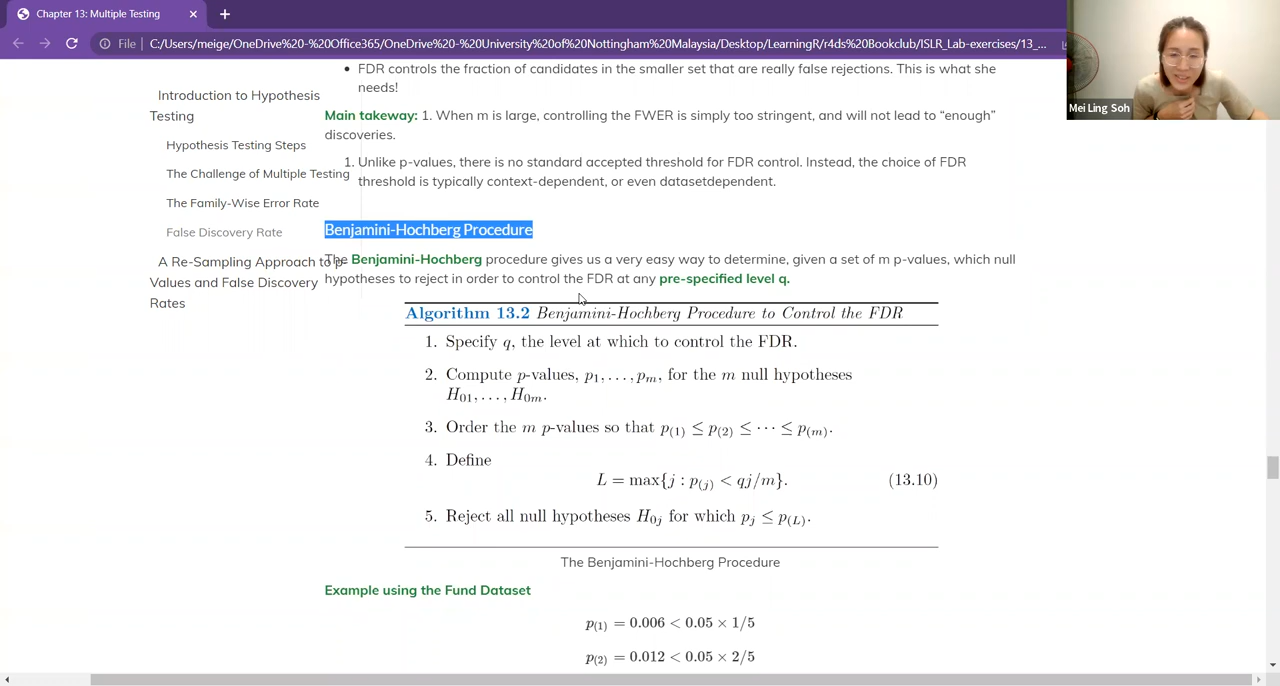 Chapter 13: Multiple Testing
File
C:/Users/meige/OneDrive%20-%20Office365/OneDrive%20-%20University%20of%20Nottingham%20Malaysia/Desktop/LearningR/r4ds%20Bookclub/ISLR_Lab-exercises/13_...
Mei Ling Soh
Introduction to Hypothesis
Testing
Hypothesis Testing Steps
The Challenge of Multiple Testing
The Family-Wise Error Rate
False Discovery Rate
A Re-Sampling Approach to p-
Values and False Discovery
Rates
• FDR controls the fraction of candidates in the smaller set that are really false rejections. This is what she
needs!
Main takeway: 1. When m is large, controlling the FWER is simply too stringent, and will not lead to “enough”
discoveries.
1. Unlike p-values, there is no standard accepted threshold for FDR control. Instead, the choice of FDR
threshold is typically context-dependent, or even datasetdependent.
Benjamini-Hochberg Procedure
The Benjamini-Hochberg procedure gives us a very easy way to determine, given a set of m p-values, which null
hypotheses to reject in order to control the FDR at any pre-specified level q.
Algorithm 13.2 Benjamini-Hochberg Procedure to Control the FDR
1. Specify q, the level at which to control the FDR.
2. Compute p-values, p₁, . . . , pₘ, for the m null hypotheses
H₀₁, . . . , H₀ₘ.
3. Order the m p-values so that p₍₁₎ ≤ p₍₂₎ ≤ ⋯ ≤ p₍ₘ₎.
4. Define
L = max{j : p₍ⱼ₎ < qj/m}. (13.10)
5. Reject all null hypotheses H₀ⱼ for which pⱼ ≤ p₍L₎.
The Benjamini-Hochberg Procedure
Example using the Fund Dataset
p₍₁₎ = 0.006 < 0.05 × 1/5
p₍₂₎ = 0.012 < 0.05 × 2/5